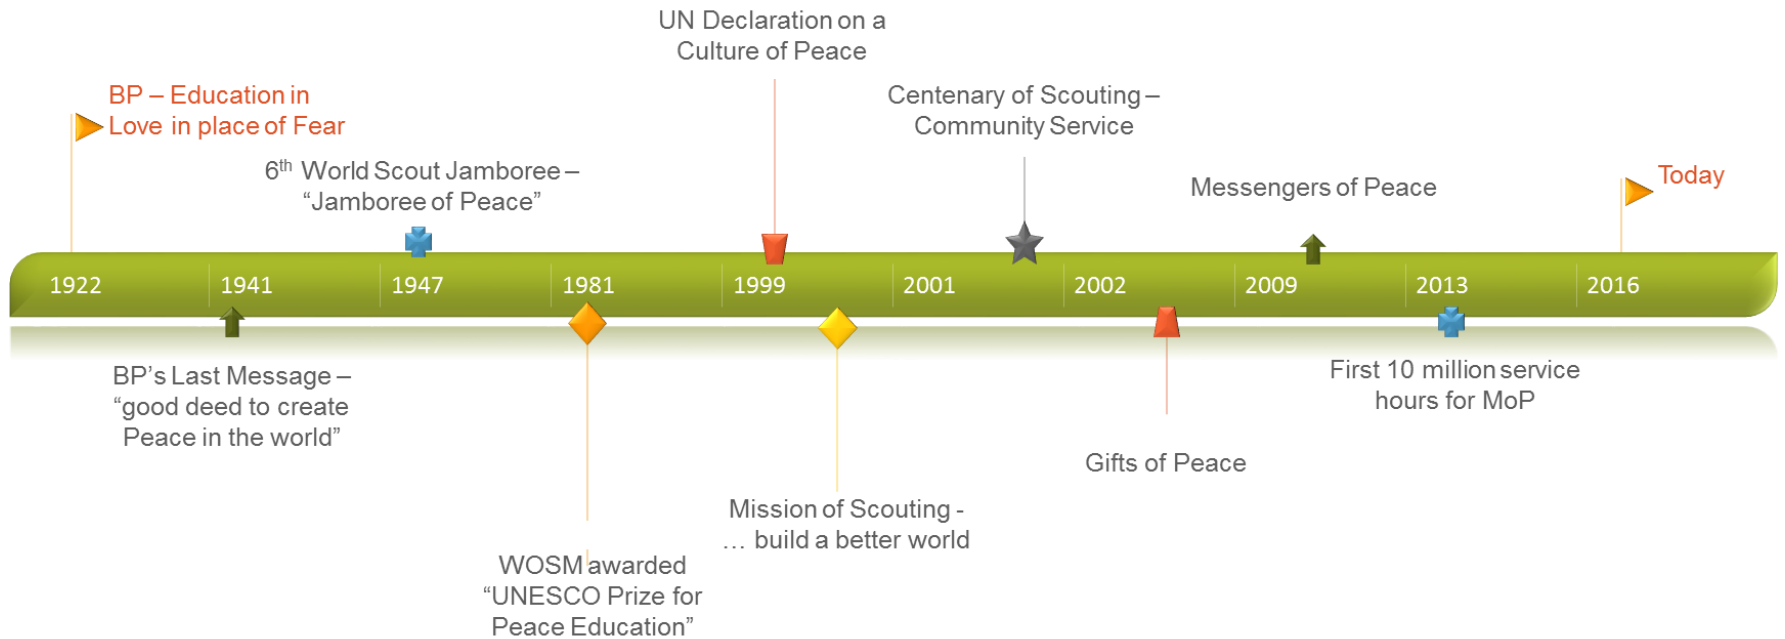 UN Declaration on a
Culture of Peace
BP – Education in
Love in place of Fear
Centenary of Scouting –
Community Service
6th World Scout Jamboree –
“Jamboree of Peace”
Messengers of Peace
Today
1922
1941
1947
1981
1999
2001
2002
2009
2013
2016
BP’s Last Message –
“good deed to create
Peace in the world”
First 10 million service
hours for MoP
Gifts of Peace
Mission of Scouting -
… build a better world
WOSM awarded
“UNESCO Prize for
Peace Education”